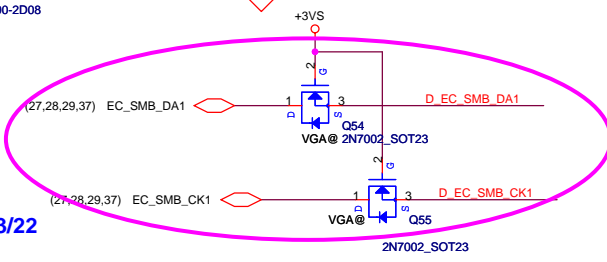 00-2D08
+3VS
2
G
(27,28,29,37) EC_SMB_DA1
1
3
D_EC_SMB_DA1
D
S
Q54
VGA@ 2N7002_SOT23
2
G
(27,28,29,37) EC_SMB_CK1
1
3
D_EC_SMB_CK1
D
S
VGA@
Q55
3/22
2N7002_SOT23